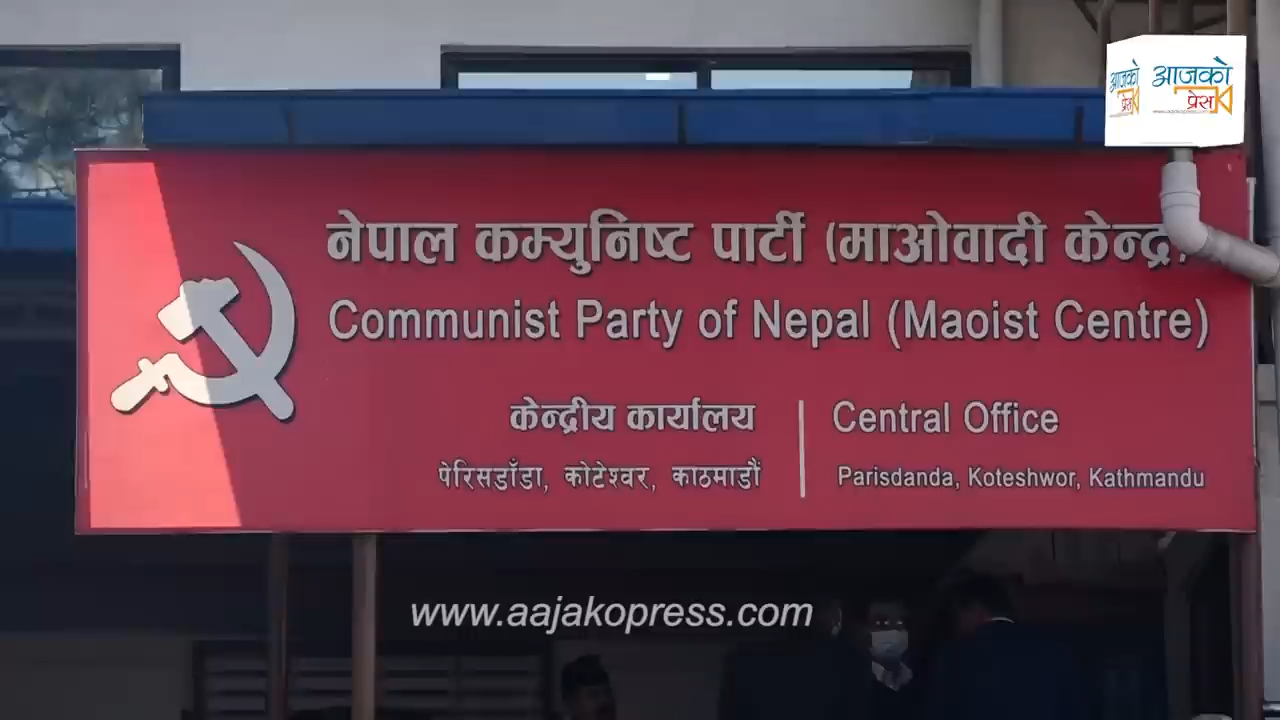 आजको
प्रेस
आजको
प्रेस
नेपाल कम्युनिष्ट पार्टी (माओवादी केन्द्र)
Communist Party of Nepal (Maoist Centre)
केन्द्रीय कार्यालय
पेरिसडाँडा, कोटेश्वर, काठमाडौं
Central Office
Parisdanda, Koteshwor, Kathmandu
www.aajakopress.com